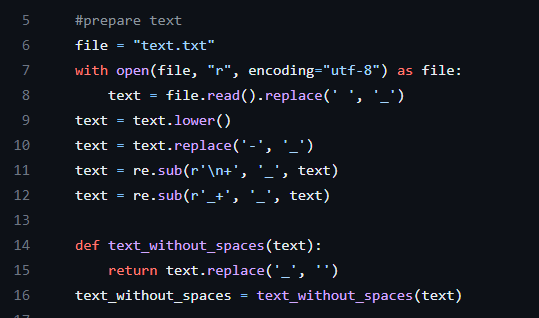 5 #prepare text
6 file = "text.txt"
7 with open(file, "r", encoding="utf-8") as file:
8 text = file.read().replace(' ', '_')
9 text = text.lower()
10 text = text.replace('-', '_')
11 text = re.sub(r'\n+', '_', text)
12 text = re.sub(r'_+', '_', text)
13
14 def text_without_spaces(text):
15 return text.replace('_', '')
16 text_without_spaces = text_without_spaces(text)